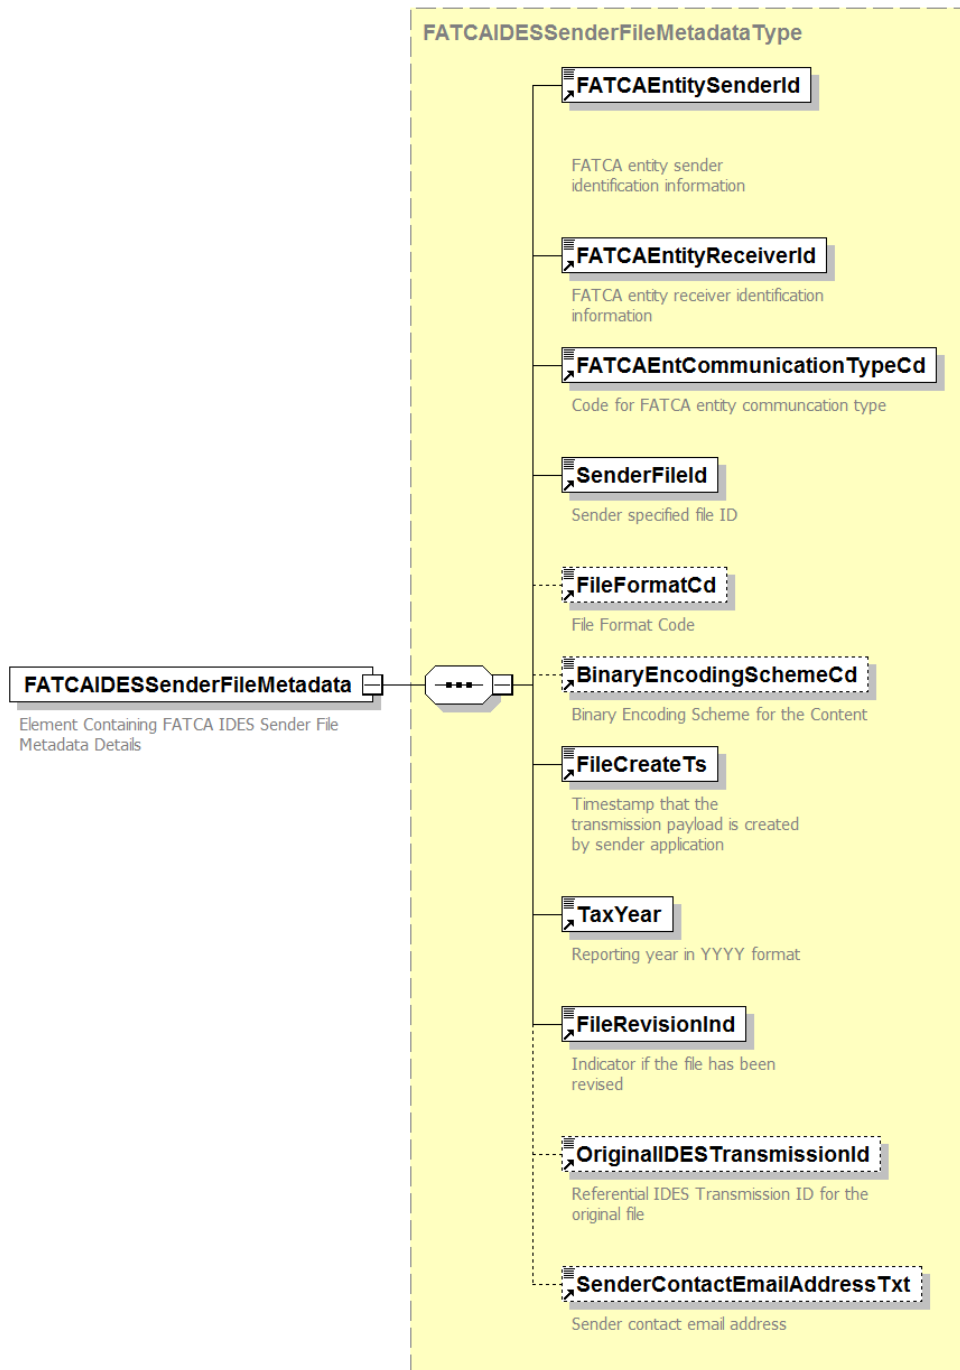 FATCAIDESSenderFileMetadataType
FATCAEntitySenderId
FATCA entity sender
identification information
FATCAEntityReceiverId
FATCA entity receiver identification
information
FATCAEntCommunicationTypeCd
Code for FATCA entity communcation type
SenderFileId
Sender specified file ID
FileFormatCd
File Format Code
FATCAIDESSenderFileMetadata
Element Containing FATCA IDES Sender File
Metadata Details
BinaryEncodingSchemeCd
Binary Encoding Scheme for the Content
FileCreateTs
Timestamp that the
transmission payload is created
by sender application
TaxYear
Reporting year in YYYY format
FileRevisionInd
Indicator if the file has been
revised
OriginalIDESTransmissionId
Referential IDES Transmission ID for the
original file
SenderContactEmailAddressTxt
Sender contact email address